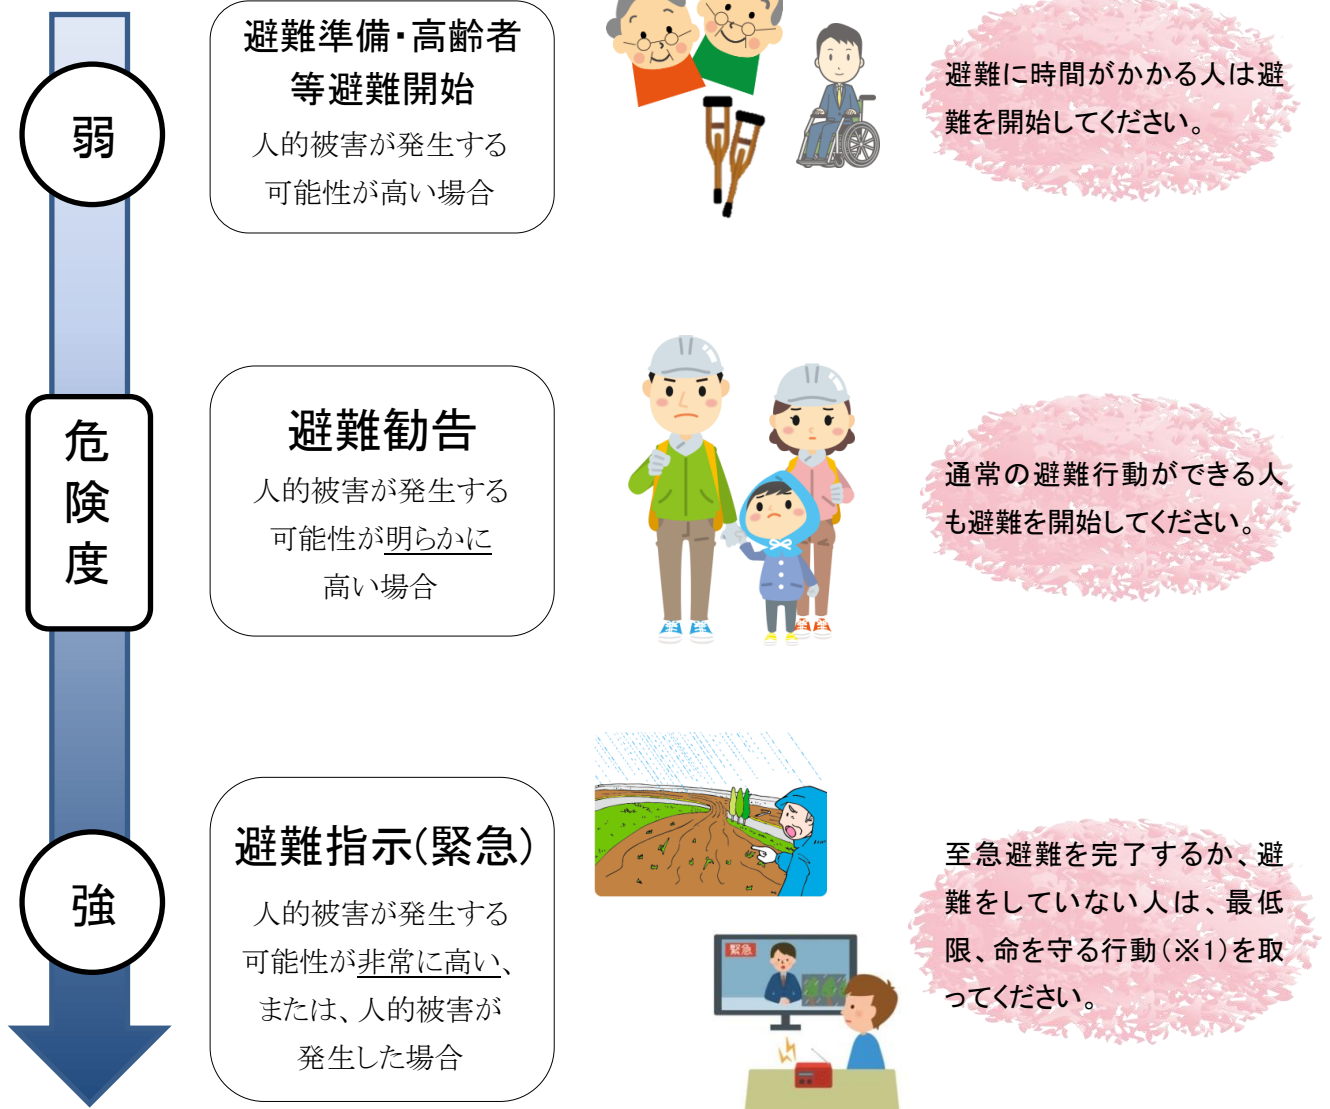 弱
避難準備・高齢者
等避難開始
人的被害が発生する
可能性が高い場合
避難に時間がかかる人は避
難を開始してください。
危険度
避難勧告
人的被害が発生する
可能性が明らかに
高い場合
通常の避難行動ができる人
も避難を開始してください。
強
避難指示(緊急)
人的被害が発生する
可能性が非常に高い、
または、人的被害が
発生した場合
緊急
至急避難を完了するか、避
難をしていない人は、最低
限、命を守る行動(※1)を取
ってください。